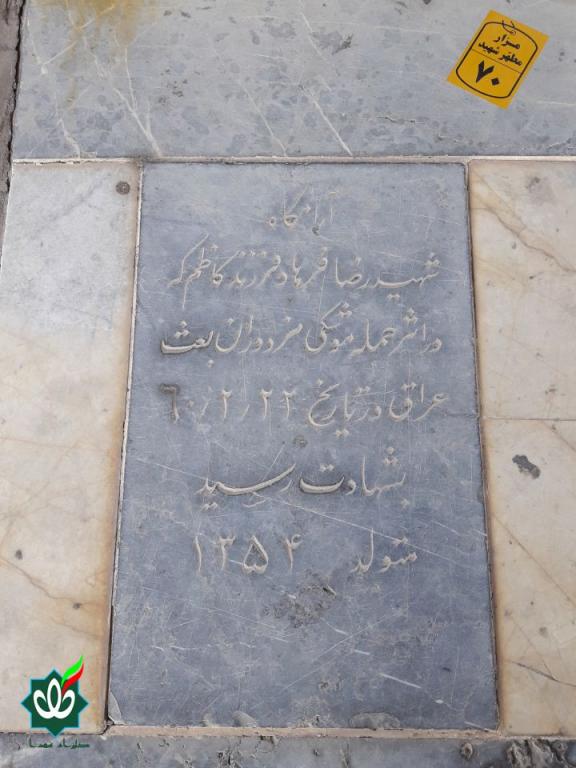 مزار
مطهر شهید
۷۰
آرامگاه
شهید رضا فرهاد فرزند کاظم که
در اثر حمله موشکی مزدوران بعث
عراق در تاریخ ۶۰/۲/۲۲
بشهادت رسید
متولد ۱۳۵۴